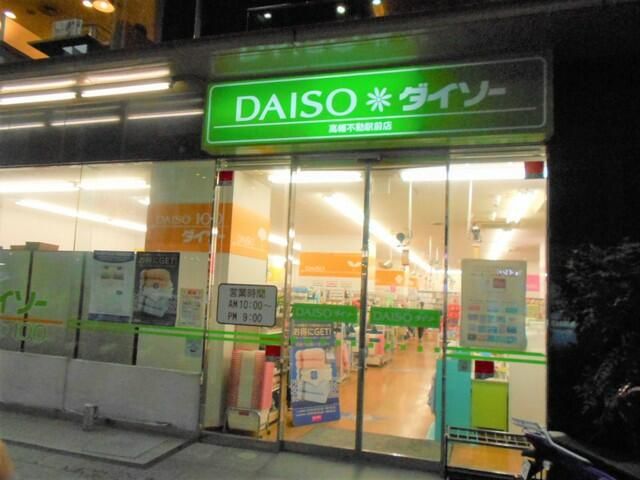 DAISO ダイソー
高幡不動駅前店
DAISO 100
ダイソー
DAISO
イソー
100
お得にGET!
営業時間
AM10:00～
PM 9:00
DAISO ダイソー
DAISO ダイソー
お得にGET!